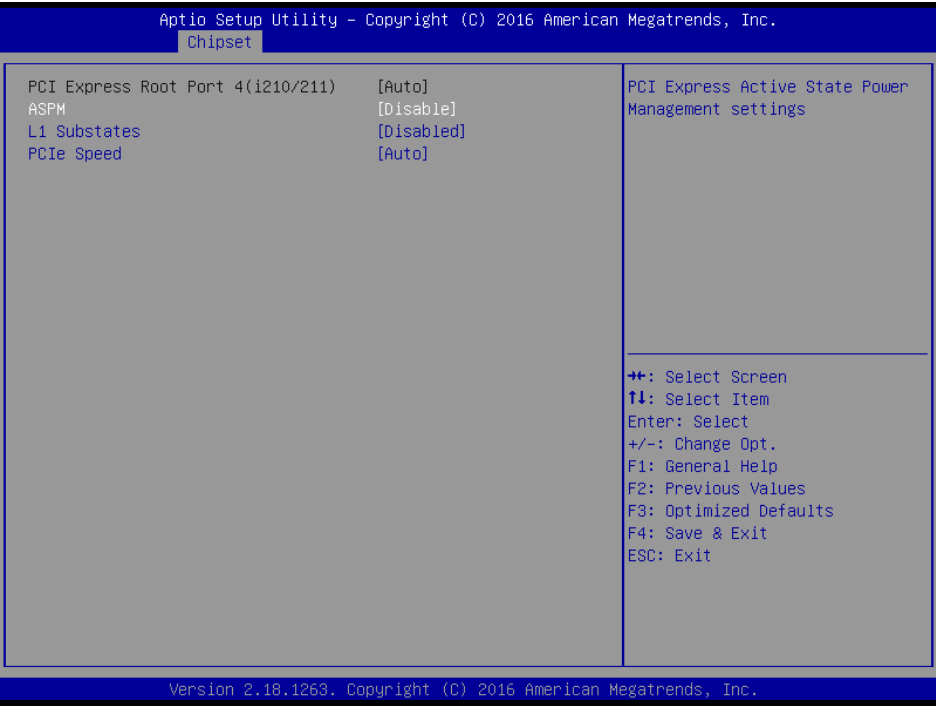 Aptio Setup Utility – Copyright (C) 2016 American Megatrends, Inc.
Chipset
PCI Express Root Port 4(i210/211) [Auto]
ASPM [Disable]
L1 Substates [Disabled]
PCIe Speed [Auto]
PCI Express Active State Power
Management settings
→←: Select Screen
↑↓: Select Item
Enter: Select
+/-: Change Opt.
F1: General Help
F2: Previous Values
F3: Optimized Defaults
F4: Save & Exit
ESC: Exit
Version 2.18.1263. Copyright (C) 2016 American Megatrends, Inc.